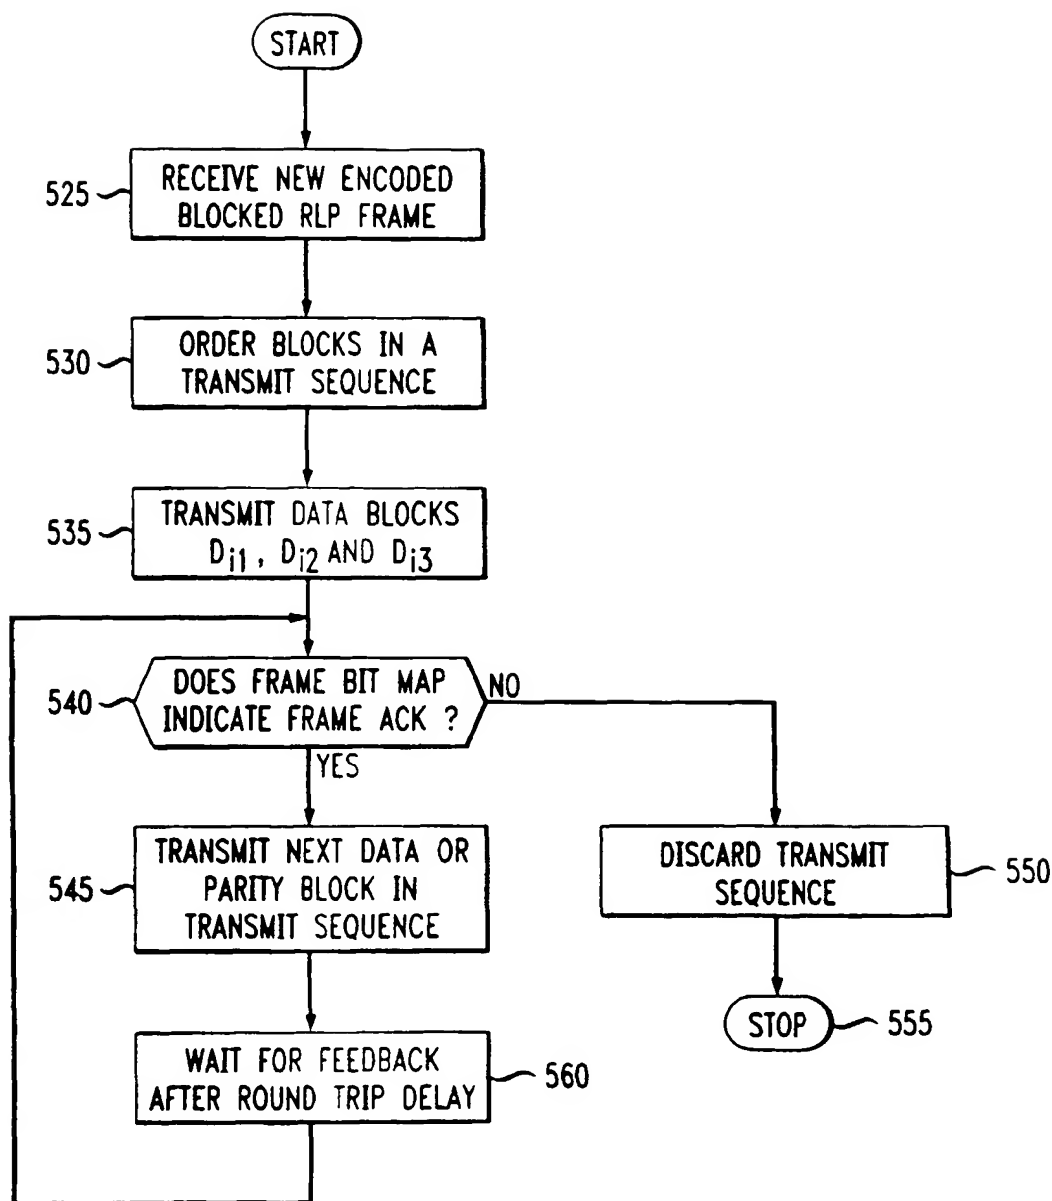 START
525
RECEIVE NEW ENCODED
BLOCKED RLP FRAME
530
ORDER BLOCKS IN A
TRANSMIT SEQUENCE
535
TRANSMIT DATA BLOCKS
Di1 , Di2 AND Di3
540
DOES FRAME BIT MAP
INDICATE FRAME ACK ?
NO
YES
545
TRANSMIT NEXT DATA OR
PARITY BLOCK IN
TRANSMIT SEQUENCE
DISCARD TRANSMIT
SEQUENCE
550
STOP
555
WAIT FOR FEEDBACK
AFTER ROUND TRIP DELAY
560